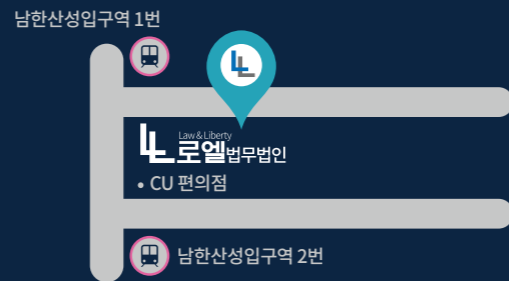 남한산성입구역 1번
Law & Liberty
로엘법무법인
• CU 편의점
남한산성입구역 2번